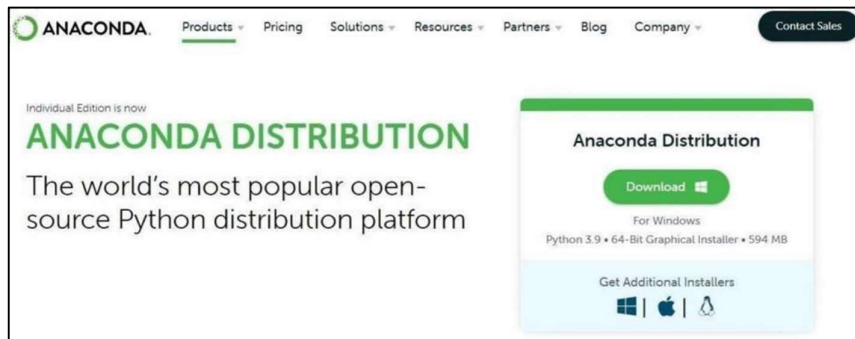 ANACONDA.
Products Pricing Solutions Resources Partners Blog Company Contact Sales
Individual Edition is now
ANACONDA DISTRIBUTION
The world's most popular open-
source Python distribution platform
Anaconda Distribution
Download
For Windows
Python 3.9 • 64-Bit Graphical Installer • 594 MB
Get Additional Installers
| |